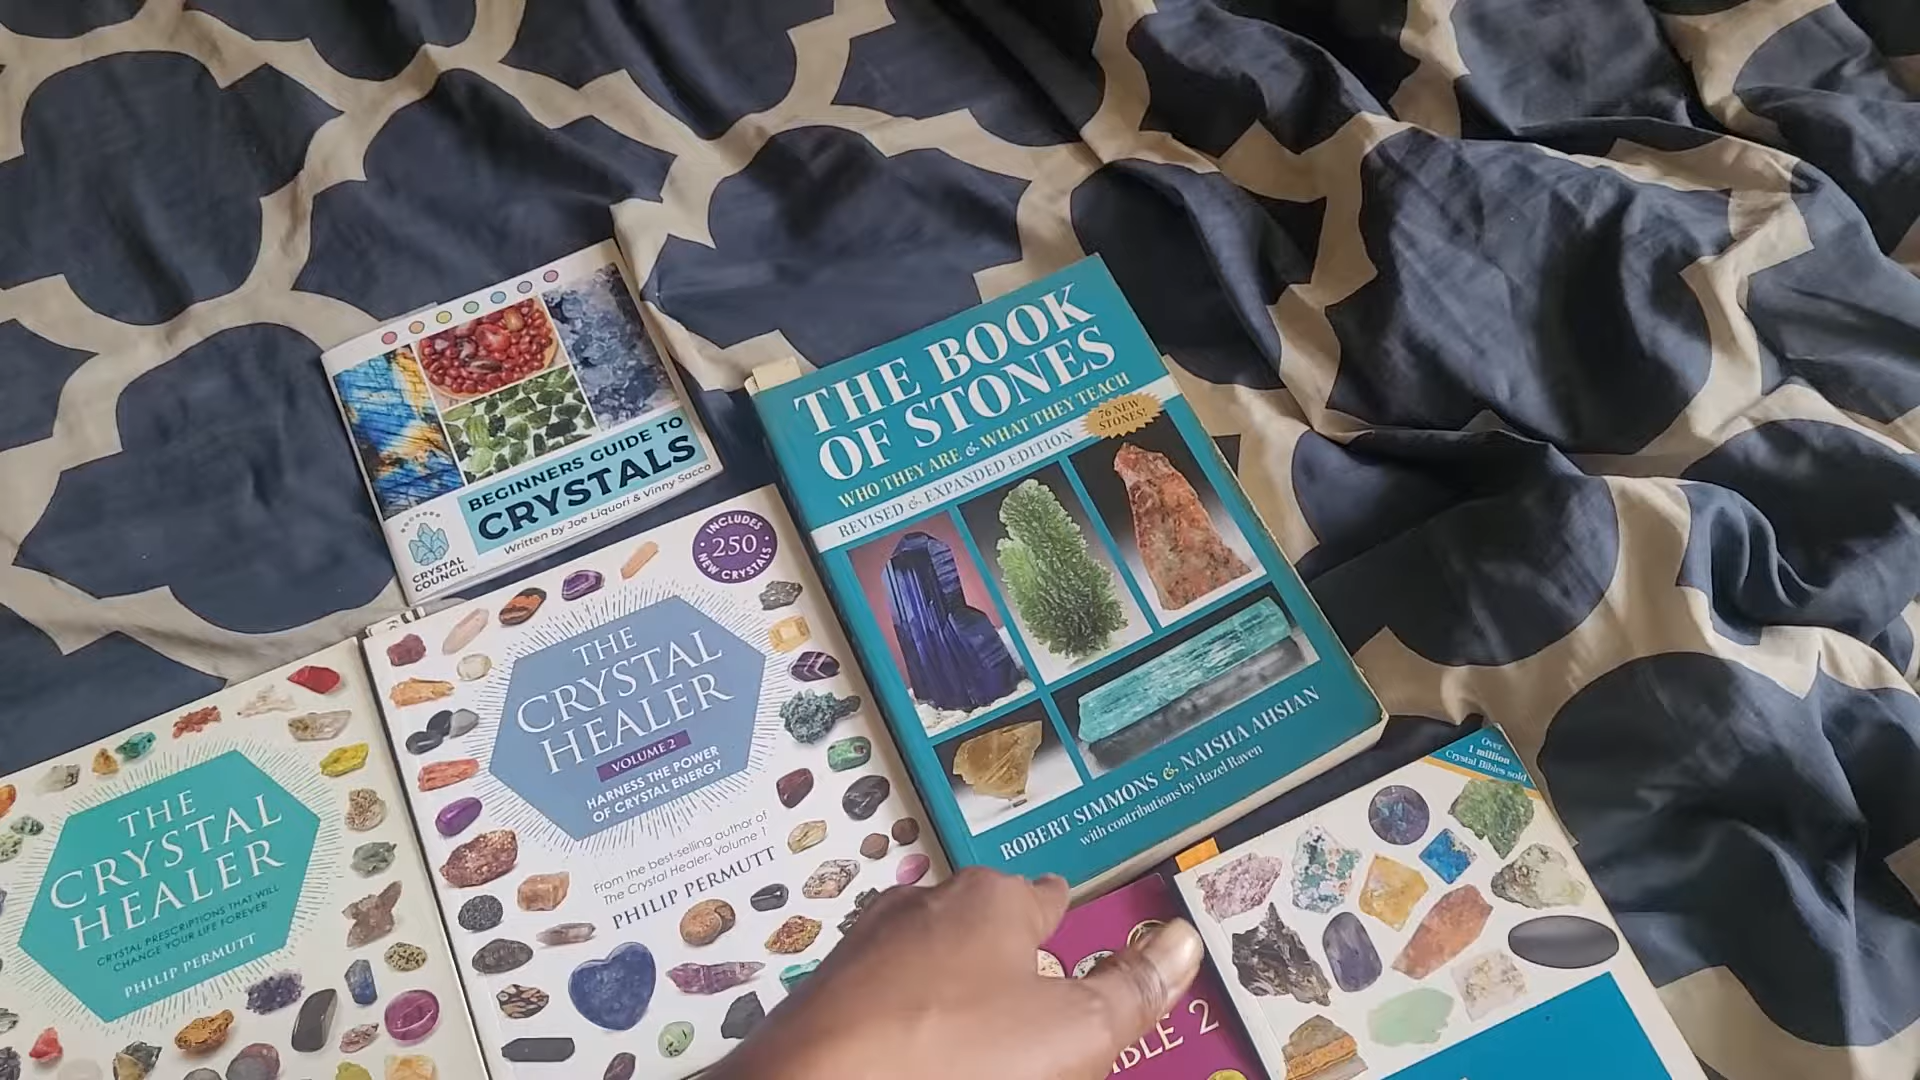 BEGINNERS GUIDE TO
CRYSTALS
Written by Joe Liquori & Vinny Sacco
CRYSTAL
COUNCIL
THE BOOK
OF STONES
WHO THEY ARE & WHAT THEY TEACH
76 NEW
STONES!
REVISED & EXPANDED EDITION
ROBERT SIMMONS & NAISHA AHSIAN
with contributions by Hazel Raven
INCLUDES
250
NEW CRYSTALS
THE
CRYSTAL
HEALER
VOLUME 2
HARNESS THE POWER
OF CRYSTAL ENERGY
From the best-selling author of
The Crystal Healer: Volume 1
PHILIP PERMUTT
THE
CRYSTAL
HEALER
CRYSTAL PRESCRIPTIONS THAT WILL
CHANGE YOUR LIFE FOREVER
PHILIP PERMUTT
Over
1 million
Crystal Bibles sold
IBLE 2